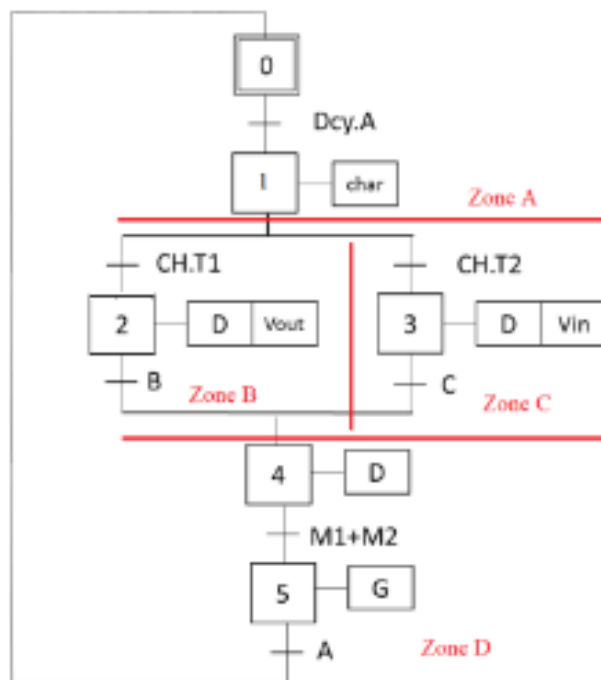 0
Dcy.A
1 char
Zone A
CH.T1 CH.T2
2 D Vout 3 D Vin
B C
Zone B Zone C
4 D
M1+M2
5 G
A Zone D